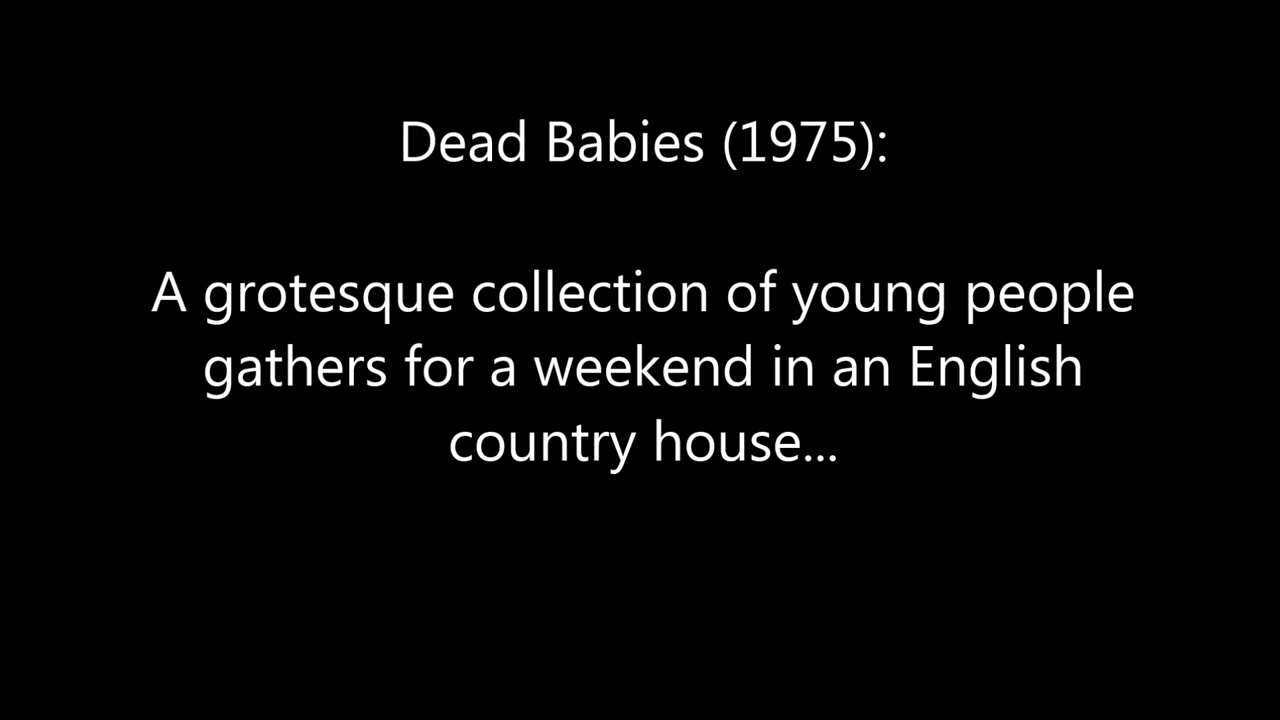 Dead Babies (1975):
A grotesque collection of young people
gathers for a weekend in an English
country house...